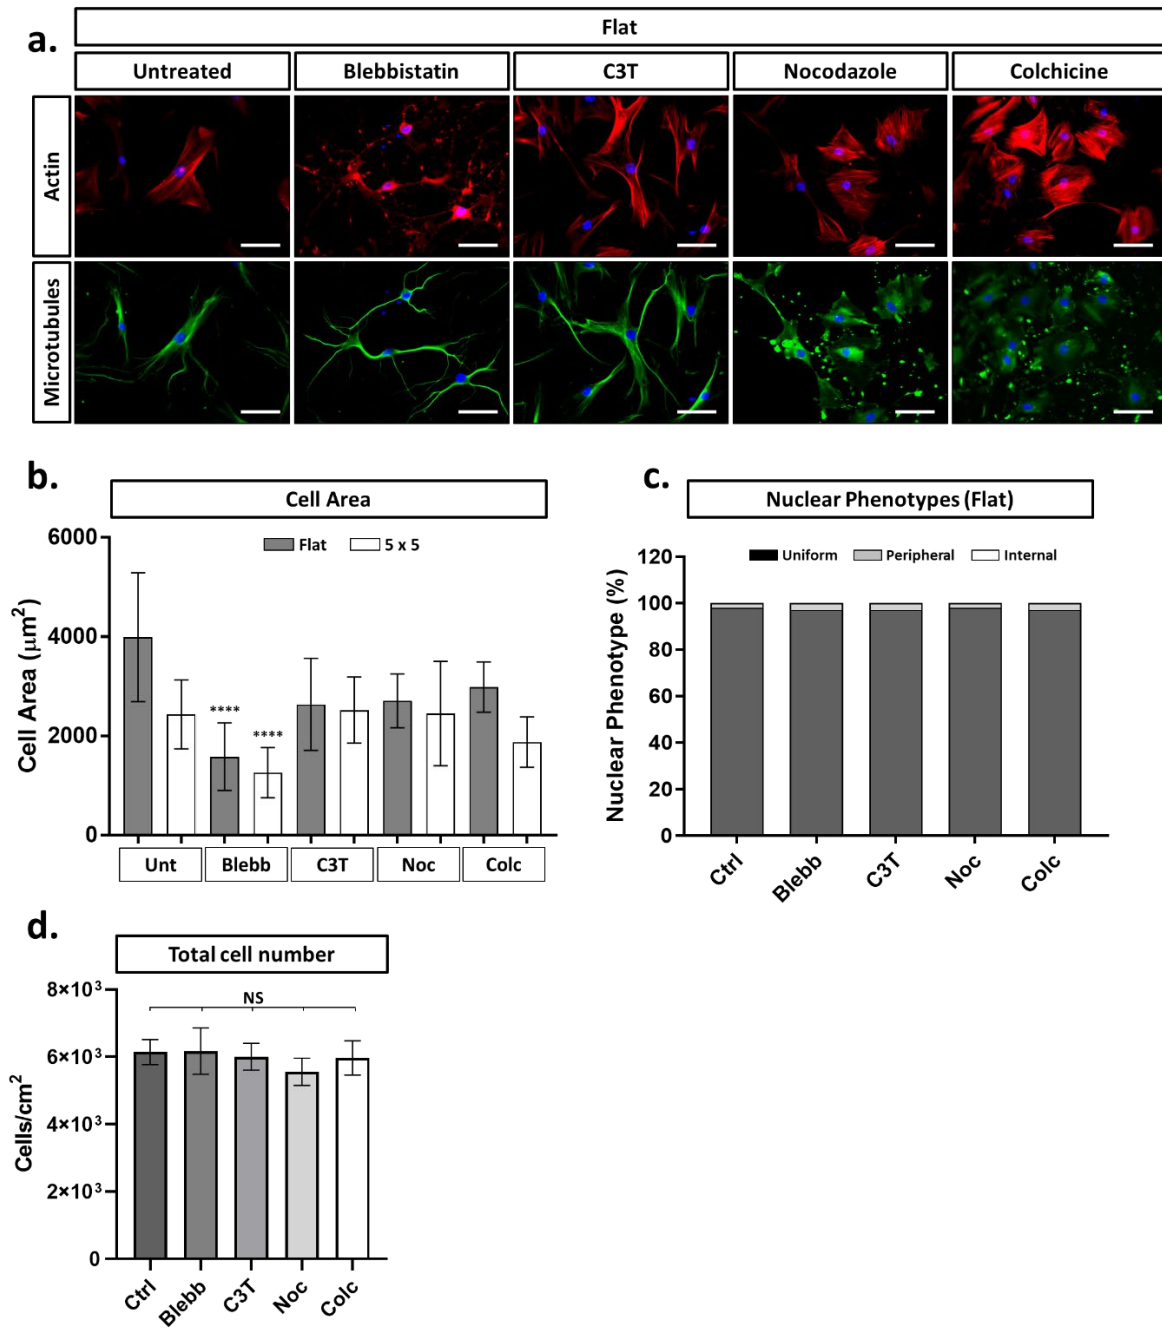 a.
Flat
Untreated Blebbistatin C3T Nocodazole Colchicine
Actin
Microtubules
b.
Cell Area
Flat 5 x 5
Cell Area (μm²)
6000
4000
2000
0
**** ****
Unt Blebb C3T Noc Colc
c.
Nuclear Phenotypes (Flat)
Uniform Peripheral Internal
Nuclear Phenotype (%)
120
100
80
60
40
20
0
Ctrl Blebb C3T Noc Colc
d.
Total cell number
Cells/cm²
8×10³
6×10³
4×10³
2×10³
0
NS
Ctrl Blebb C3T Noc Colc